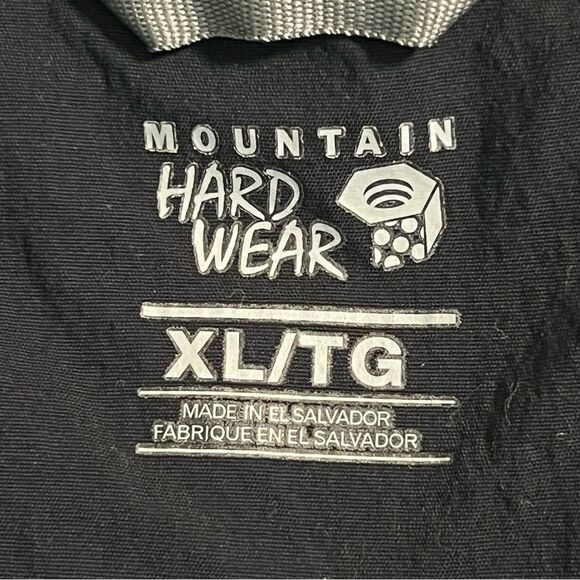 MOUNTAIN
HARD
WEAR
XL/TG
MADE IN EL SALVADOR
FABRIQUE EN EL SALVADOR